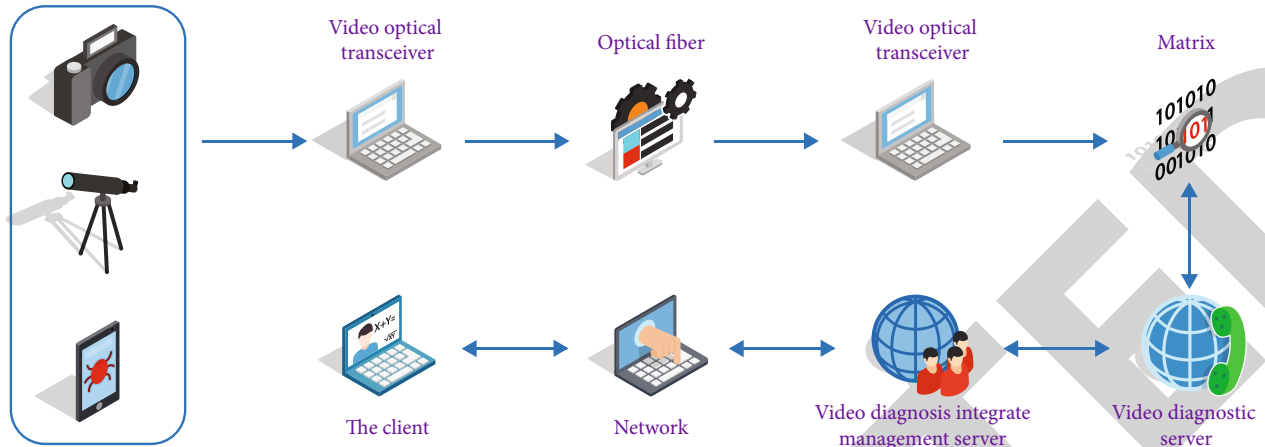 Video optical
transceiver
Optical fiber
Video optical
transceiver
Matrix
101010
101
001010
X+Y=
√xy
The client
Network
Video diagnosis integrate
management server
Video diagnostic
server